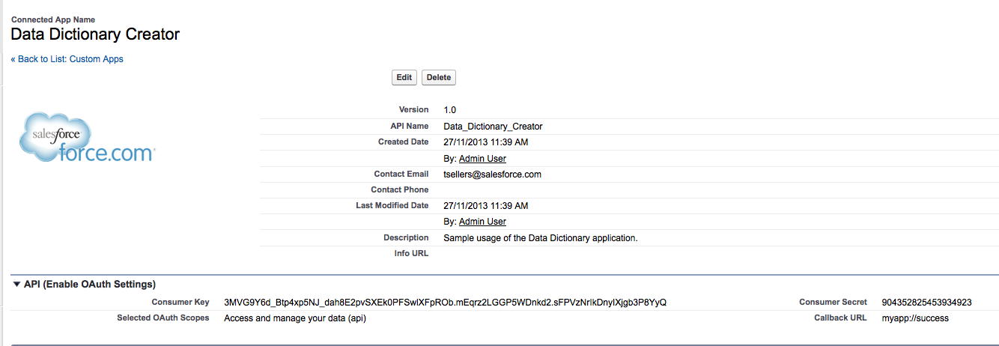 Connected App Name
Data Dictionary Creator
« Back to List: Custom Apps
Edit Delete
Version 1.0
API Name Data_Dictionary_Creator
Created Date 27/11/2013 11:39 AM
By: Admin User
Contact Email tsellers@salesforce.com
Contact Phone
Last Modified Date 27/11/2013 11:39 AM
By: Admin User
Description Sample usage of the Data Dictionary application.
Info URL
salesforce
force.com
API (Enable OAuth Settings)
Consumer Key 3MVG9Y6d_Btp4xp5NJ_dah8E2pvSXEk0PFSwlXFpROb.mEqrz2LGGP5WDnkd2.sFPVzNrlkDnylXjgb3P8YyQ Consumer Secret 904352825453934923
Selected OAuth Scopes Access and manage your data (api) Callback URL myapp://success